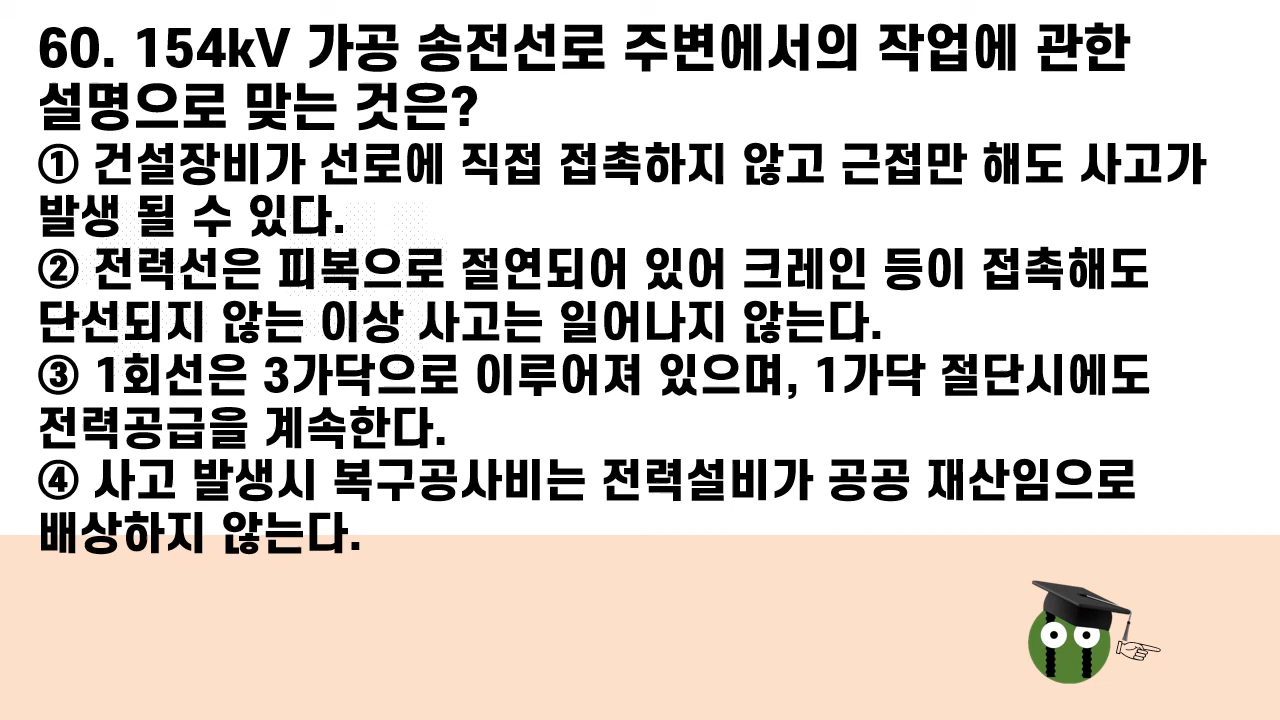 60. 154kV 가공 송전선로 주변에서의 작업에 관한
설명으로 맞는 것은?
① 건설장비가 선로에 직접 접촉하지 않고 근접만 해도 사고가
발생 될 수 있다.
② 전력선은 피복으로 절연되어 있어 크레인 등이 접촉해도
단선되지 않는 이상 사고는 일어나지 않는다.
③ 1회선은 3가닥으로 이루어져 있으며, 1가닥 절단시에도
전력공급을 계속한다.
④ 사고 발생시 복구공사비는 전력설비가 공공 재산임으로
배상하지 않는다.